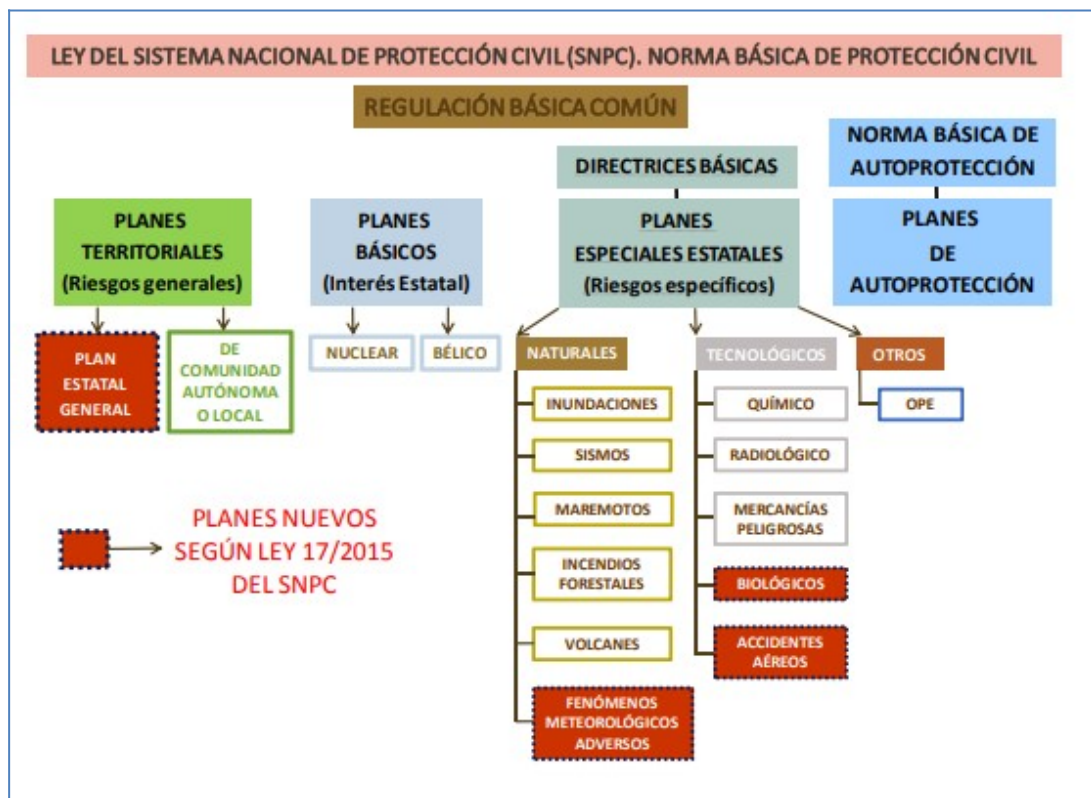 LEY DEL SISTEMA NACIONAL DE PROTECCIÓN CIVIL (SNPC). NORMA BÁSICA DE PROTECCIÓN CIVIL
REGULACIÓN BÁSICA COMÚN
PLANES
TERRITORIALES
(Riesgos generales)
PLAN
ESTATAL
GENERAL
DE
COMUNIDAD
AUTÓNOMA
O LOCAL
PLANES
BÁSICOS
(Interés Estatal)
NUCLEAR
BÉLICO
DIRECTRICES BÁSICAS
PLANES
ESPECIALES ESTATALES
(Riesgos específicos)
NATURALES
INUNDACIONES
SISMOS
MAREMOTOS
INCENDIOS
FORESTALES
VOLCANES
FENÓMENOS
METEOROLÓGICOS
ADVERSOS
TECNOLÓGICOS
QUÍMICO
RADIOLÓGICO
MERCANCÍAS
PELIGROSAS
BIOLÓGICOS
ACCIDENTES
AÉREOS
OTROS
OPE
NORMA BÁSICA DE
AUTOPROTECCIÓN
PLANES
DE
AUTOPROTECCIÓN
PLANES NUEVOS
SEGÚN LEY 17/2015
DEL SNPC